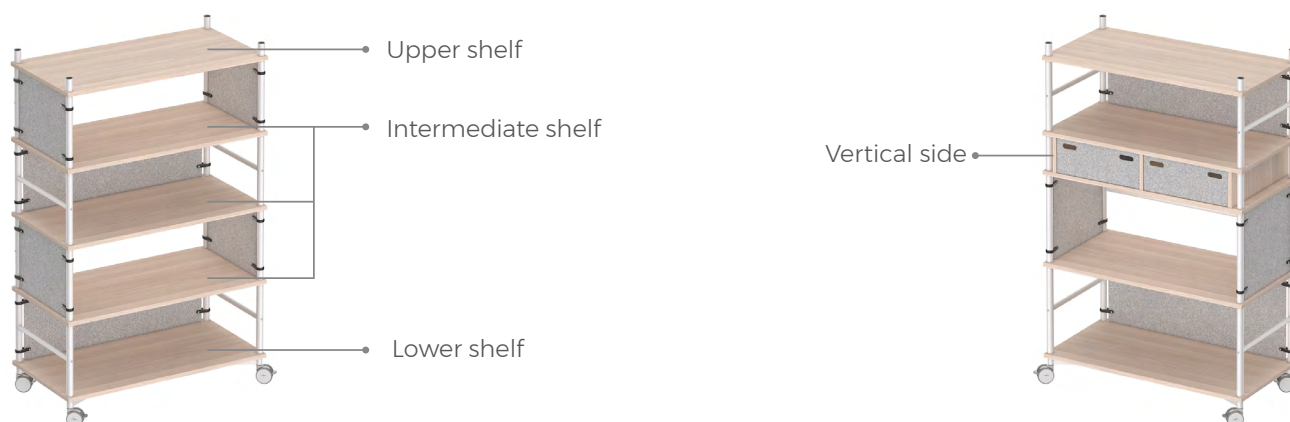 Upper shelf
Intermediate shelf
Vertical side
Lower shelf